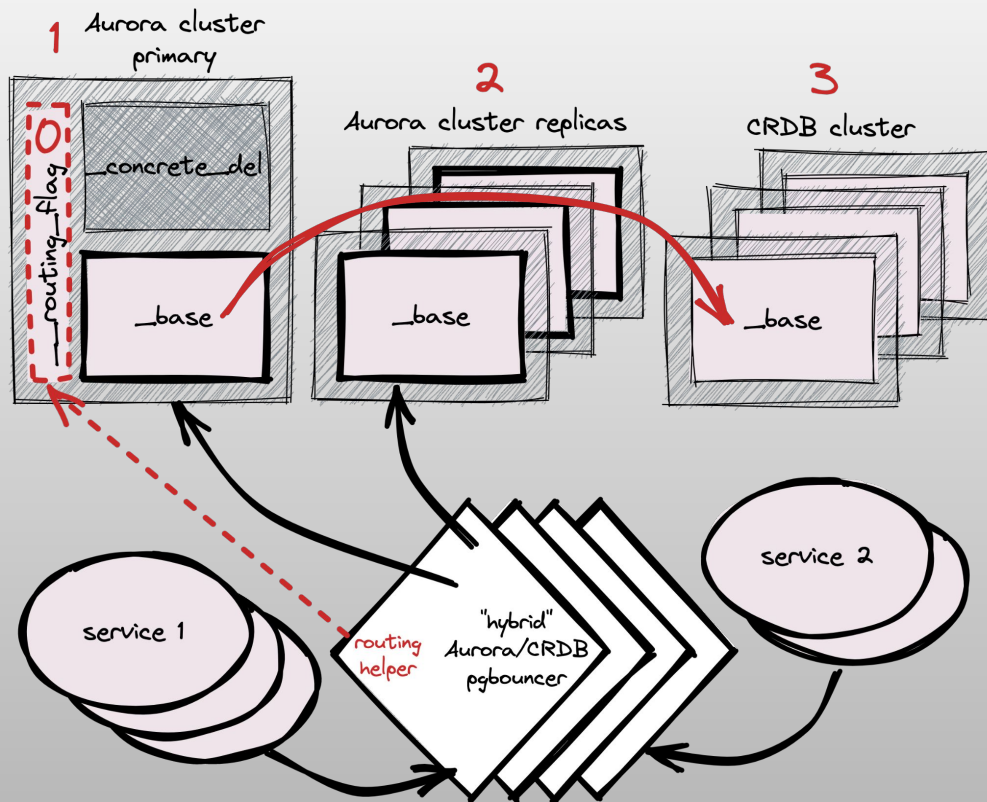 1
Aurora cluster
primary
2
Aurora cluster replicas
3
CRDB cluster
0
__routing_flag
__concrete_del
_base
_base
_base
service 1
routing
helper
"hybrid"
Aurora/CRDB
pgbouncer
service 2